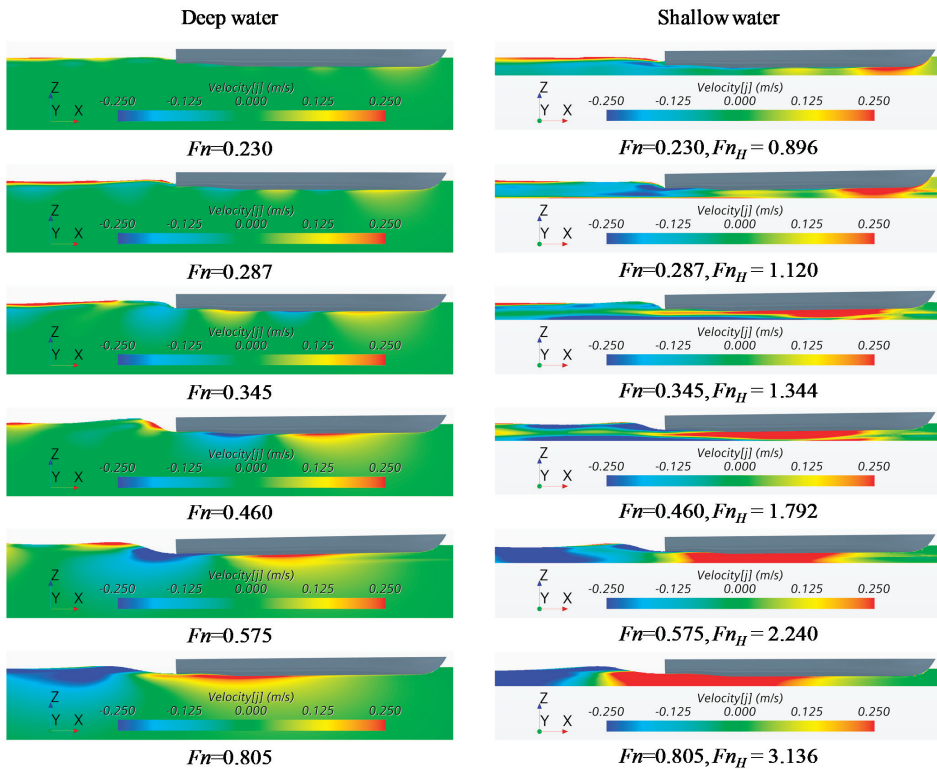 Deep water
Shallow water
Z
Y X
Velocity[j] (m/s)
-0.250 -0.125 0.000 0.125 0.250
Fn=0.230
Z
Y X
Velocity[j] (m/s)
-0.250 -0.125 0.000 0.125 0.250
Fn=0.230, FnH = 0.896
Z
Y X
Velocity[j] (m/s)
-0.250 -0.125 0.000 0.125 0.250
Fn=0.287
Z
Y X
Velocity[j] (m/s)
-0.250 -0.125 0.000 0.125 0.250
Fn=0.287, FnH = 1.120
Z
Y X
Velocity[j] (m/s)
-0.250 -0.125 0.000 0.125 0.250
Fn=0.345
Z
Y X
Velocity[j] (m/s)
-0.250 -0.125 0.000 0.125 0.250
Fn=0.345, FnH = 1.344
Z
Y X
Velocity[j] (m/s)
-0.250 -0.125 0.000 0.125 0.250
Fn=0.460
Z
Y X
Velocity[j] (m/s)
-0.250 -0.125 0.000 0.125 0.250
Fn=0.460, FnH = 1.792
Z
Y X
Velocity[j] (m/s)
-0.250 -0.125 0.000 0.125 0.250
Fn=0.575
Z
Y X
Velocity[j] (m/s)
-0.250 -0.125 0.000 0.125 0.250
Fn=0.575, FnH = 2.240
Z
Y X
Velocity[j] (m/s)
-0.250 -0.125 0.000 0.125 0.250
Fn=0.805
Z
Y X
Velocity[j] (m/s)
-0.250 -0.125 0.000 0.125 0.250
Fn=0.805, FnH = 3.136